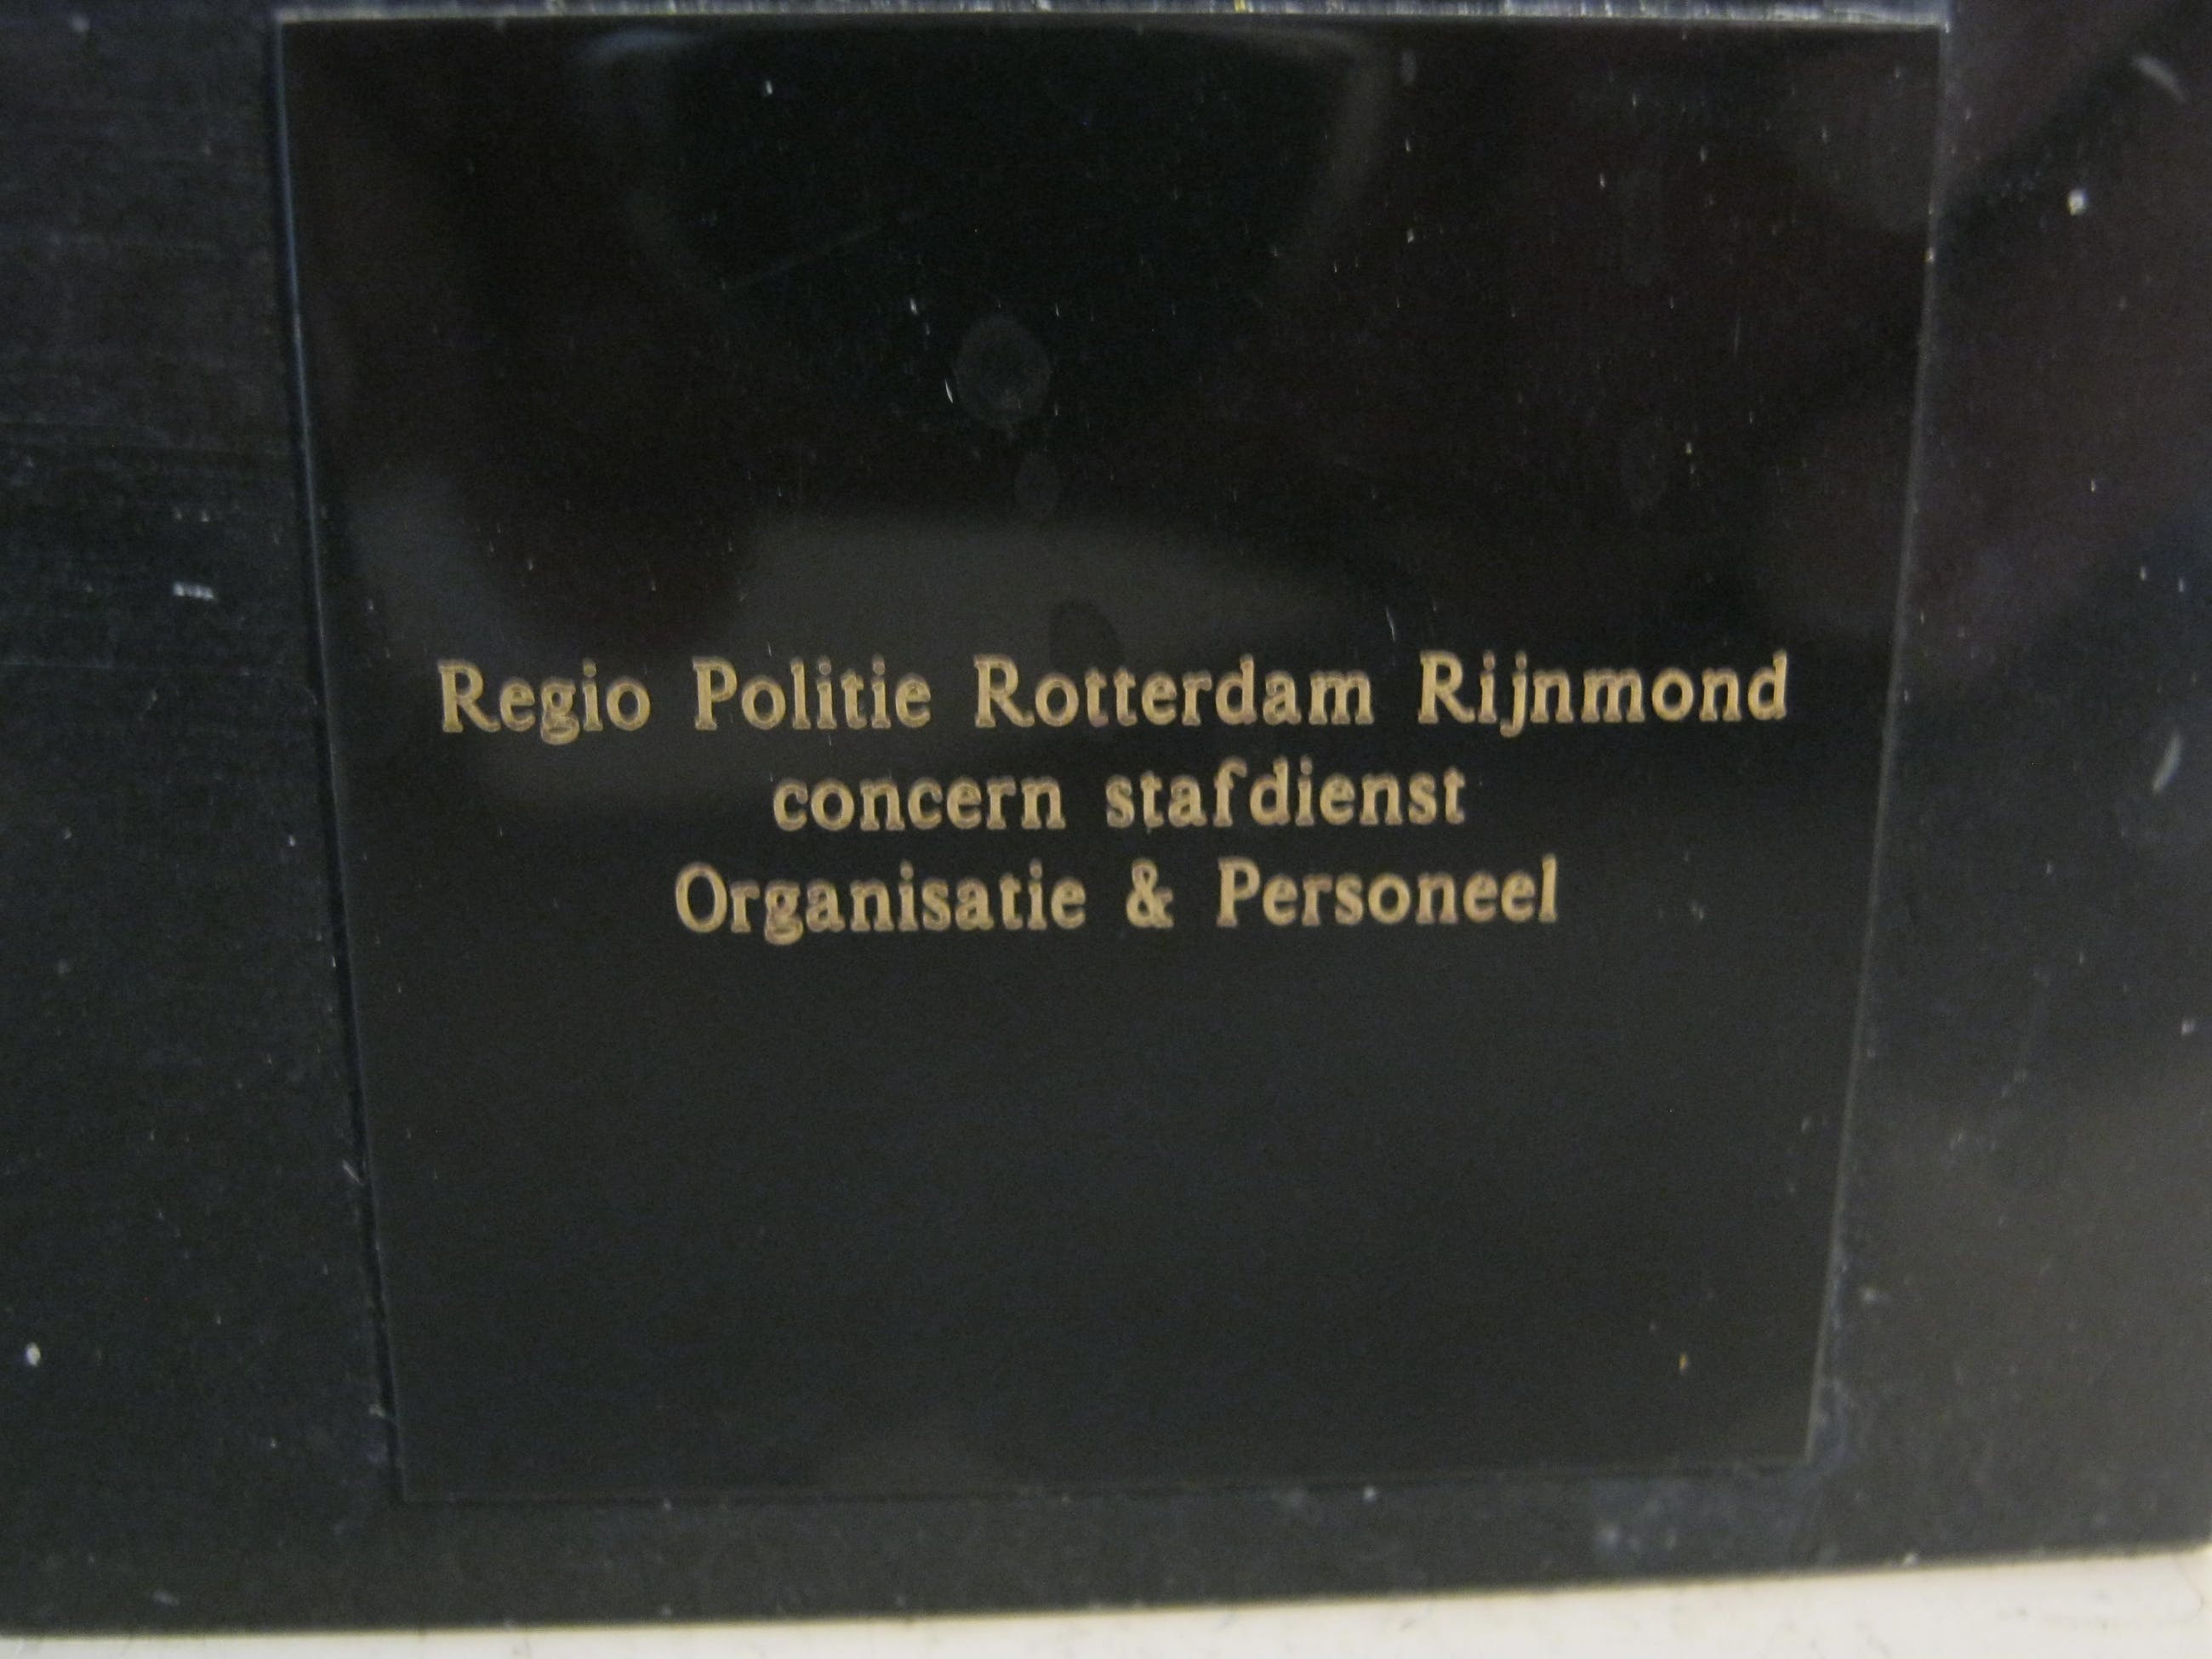 Regio Politie Rotterdam Rijnmond
concern stafdienst
Organisatie & Personeel